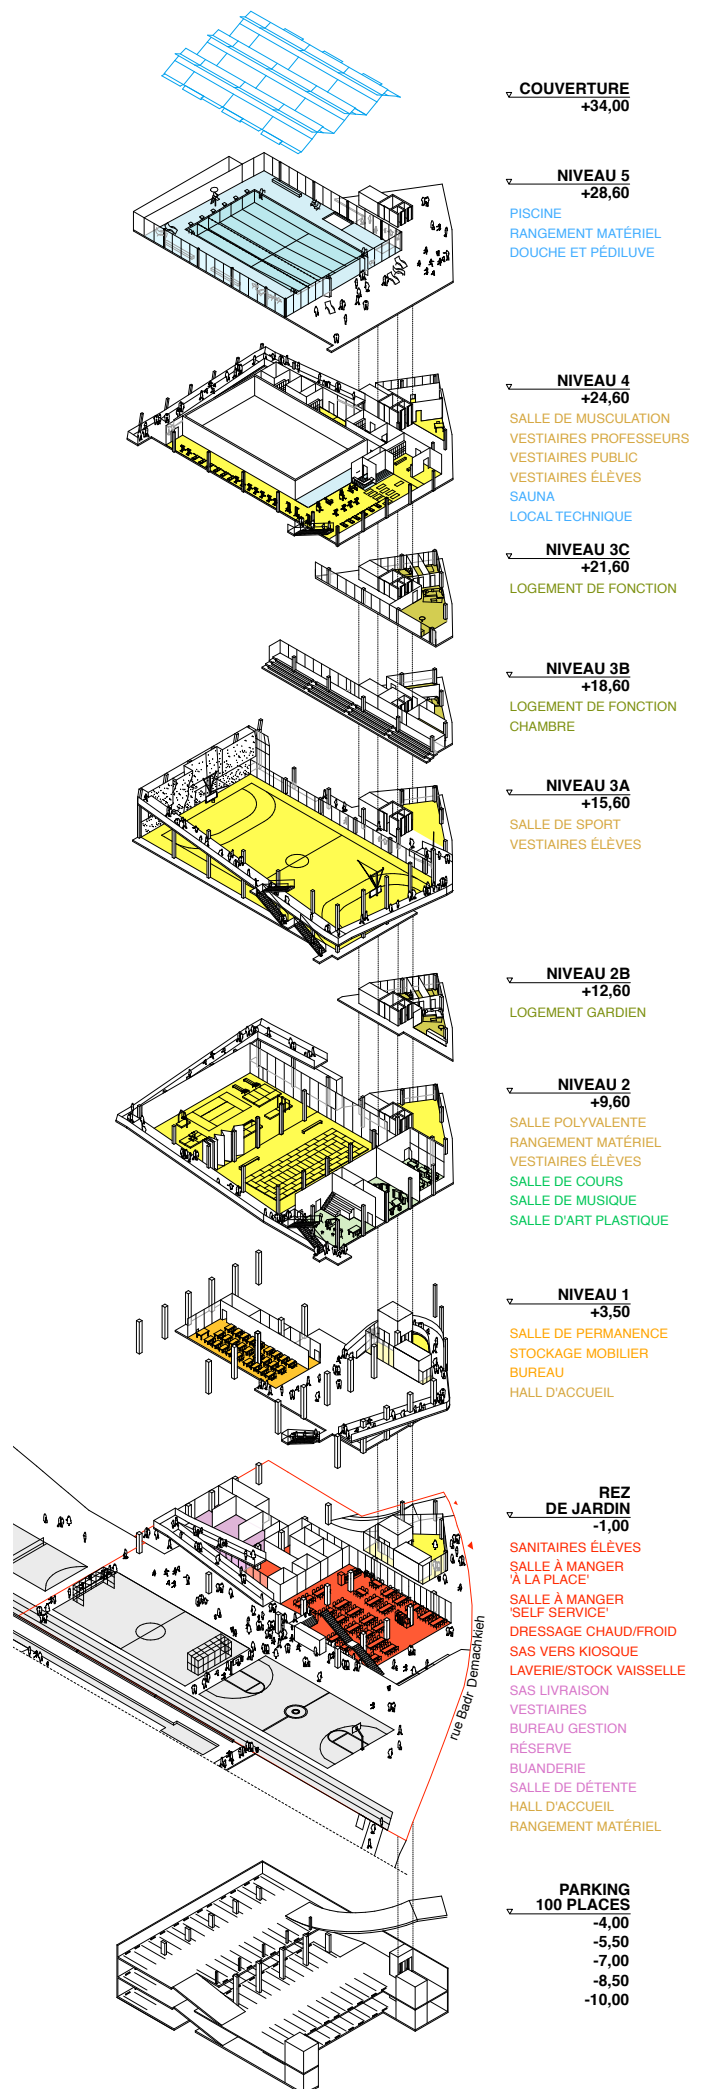 COUVERTURE
+34,00
NIVEAU 5
+28,60
PISCINE
RANGEMENT MATÉRIEL
DOUCHE ET PÉDILUVE
NIVEAU 4
+24,60
SALLE DE MUSCULATION
VESTIAIRES PROFESSEURS
VESTIAIRES PUBLIC
VESTIAIRES ÉLÈVES
SAUNA
LOCAL TECHNIQUE
NIVEAU 3C
+21,60
LOGEMENT DE FONCTION
NIVEAU 3B
+18,60
LOGEMENT DE FONCTION
CHAMBRE
NIVEAU 3A
+15,60
SALLE DE SPORT
VESTIAIRES ÉLÈVES
NIVEAU 2B
+12,60
LOGEMENT GARDIEN
NIVEAU 2
+9,60
SALLE POLYVALENTE
RANGEMENT MATÉRIEL
VESTIAIRES ÉLÈVES
SALLE DE COURS
SALLE DE MUSIQUE
SALLE D'ART PLASTIQUE
NIVEAU 1
+3,50
SALLE DE PERMANENCE
STOCKAGE MOBILIER
BUREAU
HALL D'ACCUEIL
REZ
DE JARDIN
-1,00
SANITAIRES ÉLÈVES
SALLE À MANGER
'À LA PLACE'
SALLE À MANGER
'SELF SERVICE'
DRESSAGE CHAUD/FROID
SAS VERS KIOSQUE
LAVERIE/STOCK VAISSELLE
SAS LIVRAISON
VESTIAIRES
BUREAU GESTION
RÉSERVE
BUANDERIE
SALLE DE DÉTENTE
HALL D'ACCUEIL
RANGEMENT MATÉRIEL
rue Badr Demachkieh
PARKING
100 PLACES
-4,00
-5,50
-7,00
-8,50
-10,00